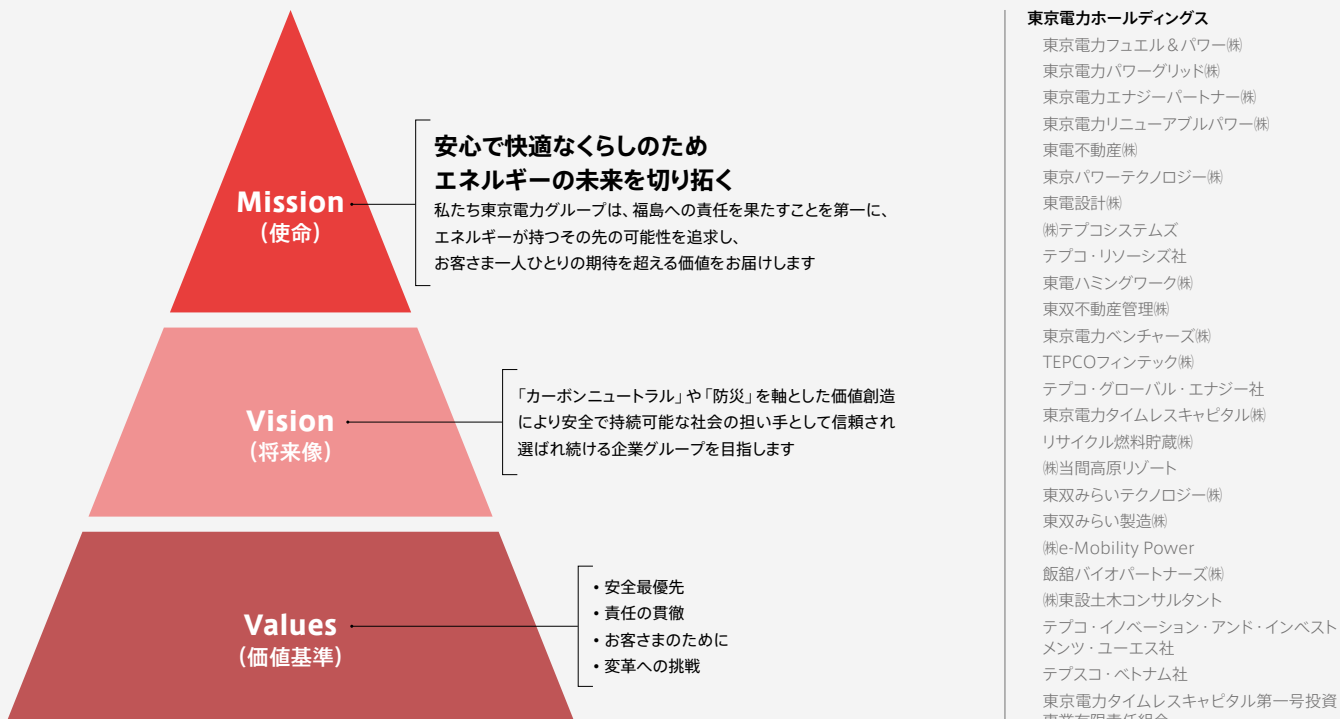 Mission
（使命）
安心で快適なくらしのため
エネルギーの未来を切り拓く
私たち東京電力グループは、福島への責任を果たすことを第一に、
エネルギーが持つその先の可能性を追求し、
お客さま一人ひとりの期待を超える価値をお届けします
Vision
（将来像）
「カーボンニュートラル」や「防災」を軸とした価値創造
により安全で持続可能な社会の担い手として信頼され
選ばれ続ける企業グループを目指します
Values
（価値基準）
・安全最優先
・責任の貫徹
・お客さまのために
・変革への挑戦
東京電力ホールディングス
東京電力フュエル＆パワー㈱
東京電力パワーグリッド㈱
東京電力エナジーパートナー㈱
東京電力リニューアブルパワー㈱
東電不動産㈱
東京パワーテクノロジー㈱
東電設計㈱
㈱テプコシステムズ
テプコ・リソーシズ社
東電ハミングワーク㈱
東双不動産管理㈱
東京電力ベンチャーズ㈱
TEPCOフィンテック㈱
テプコ・グローバル・エナジー社
東京電力タイムレスキャピタル㈱
リサイクル燃料貯蔵㈱
㈱当間高原リゾート
東双みらいテクノロジー㈱
東双みらい製造㈱
㈱e-Mobility Power
飯舘バイオパートナーズ㈱
㈱東設土木コンサルタント
テプコ・イノベーション・アンド・インベスト
メンツ・ユーエス社
テプスコ・ベトナム社
東京電力タイムレスキャピタル第一号投資
事業有限責任組合